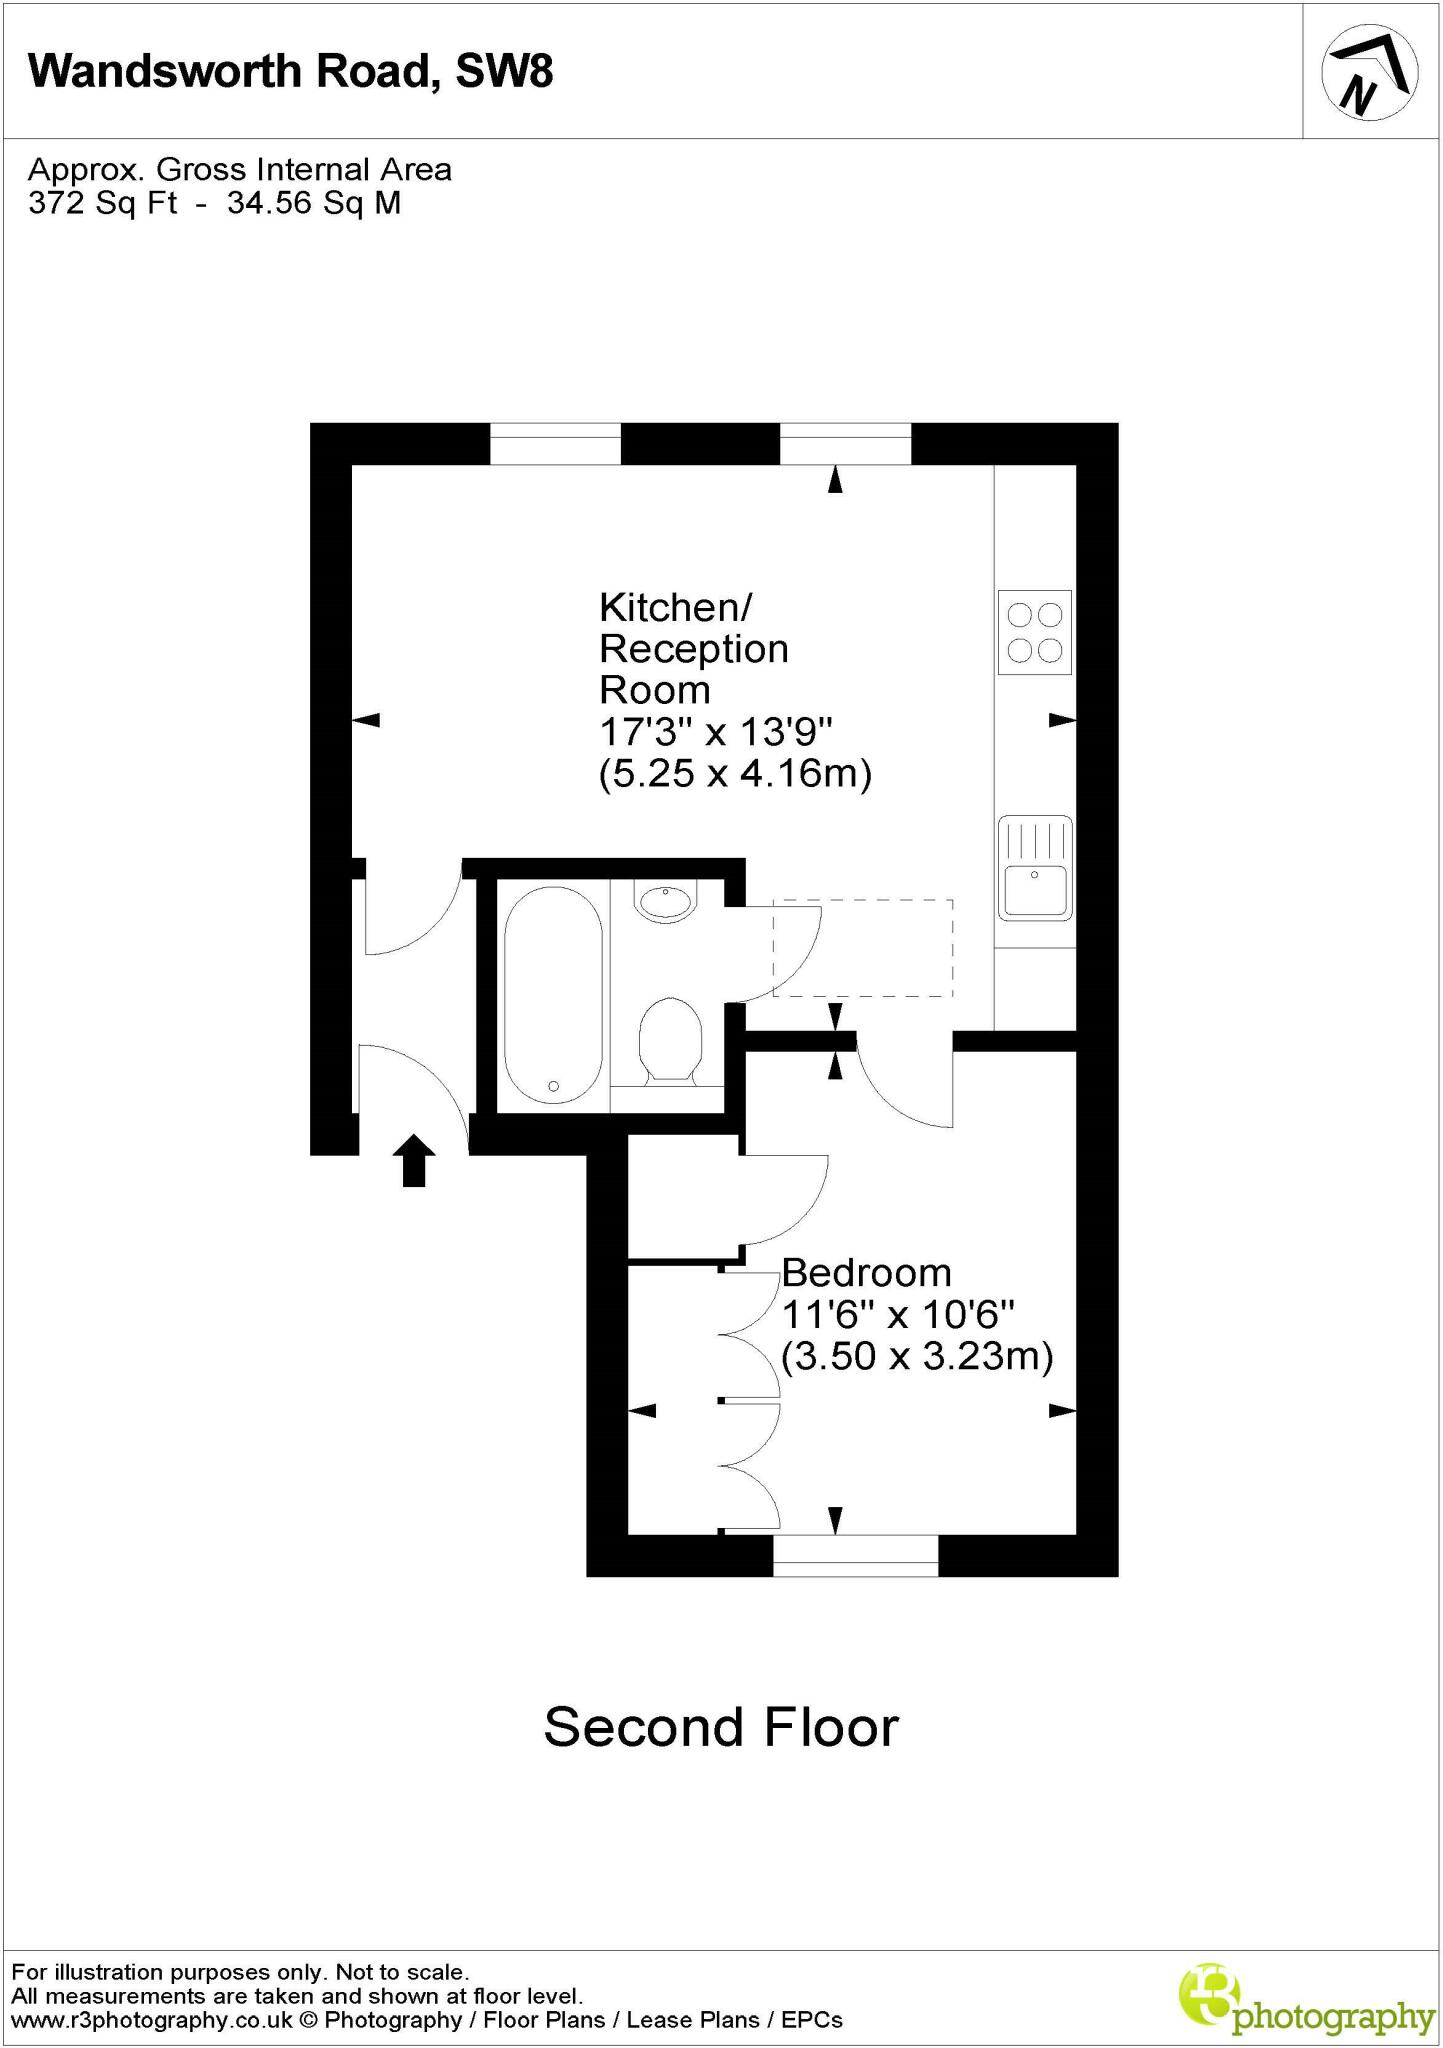 Wandsworth Road, SW8
N
Approx. Gross Internal Area
372 Sq Ft - 34.56 Sq M
Kitchen/
Reception
Room
17'3" x 13'9"
(5.25 x 4.16m)
Bedroom
11'6" x 10'6"
(3.50 x 3.23m)
Second Floor
For illustration purposes only. Not to scale.
All measurements are taken and shown at floor level.
www.r3photography.co.uk © Photography / Floor Plans / Lease Plans / EPCs
R3
photography